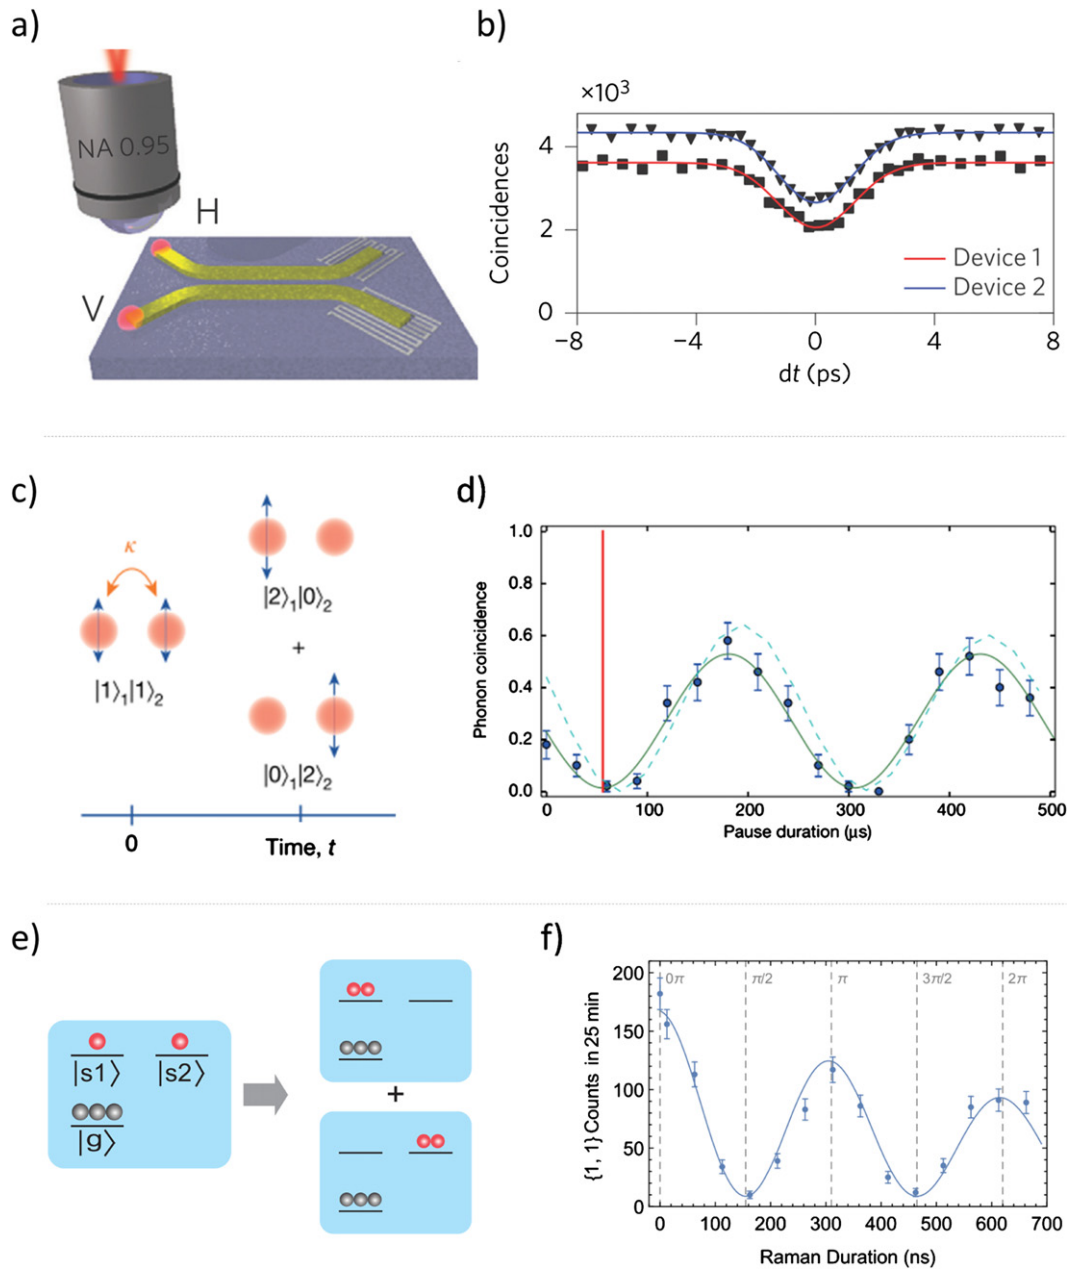 a)
NA 0.95
H
V
b)
×10³
Coincidences
4
2
0
Device 1
Device 2
−8
−4
0
4
8
dt (ps)
c)
κ
|1⟩₁|1⟩₂
|2⟩₁|0⟩₂
+
|0⟩₁|2⟩₂
0
Time, t
d)
Phonon coincidence
1.0
0.8
0.6
0.4
0.2
0.0
0
100
200
300
400
500
Pause duration (μs)
e)
|s1⟩
|s2⟩
|g⟩
+
f)
{1, 1} Counts in 25 min
200
150
100
50
0
0π
π/2
π
3π/2
2π
0
100
200
300
400
500
600
700
Raman Duration (ns)